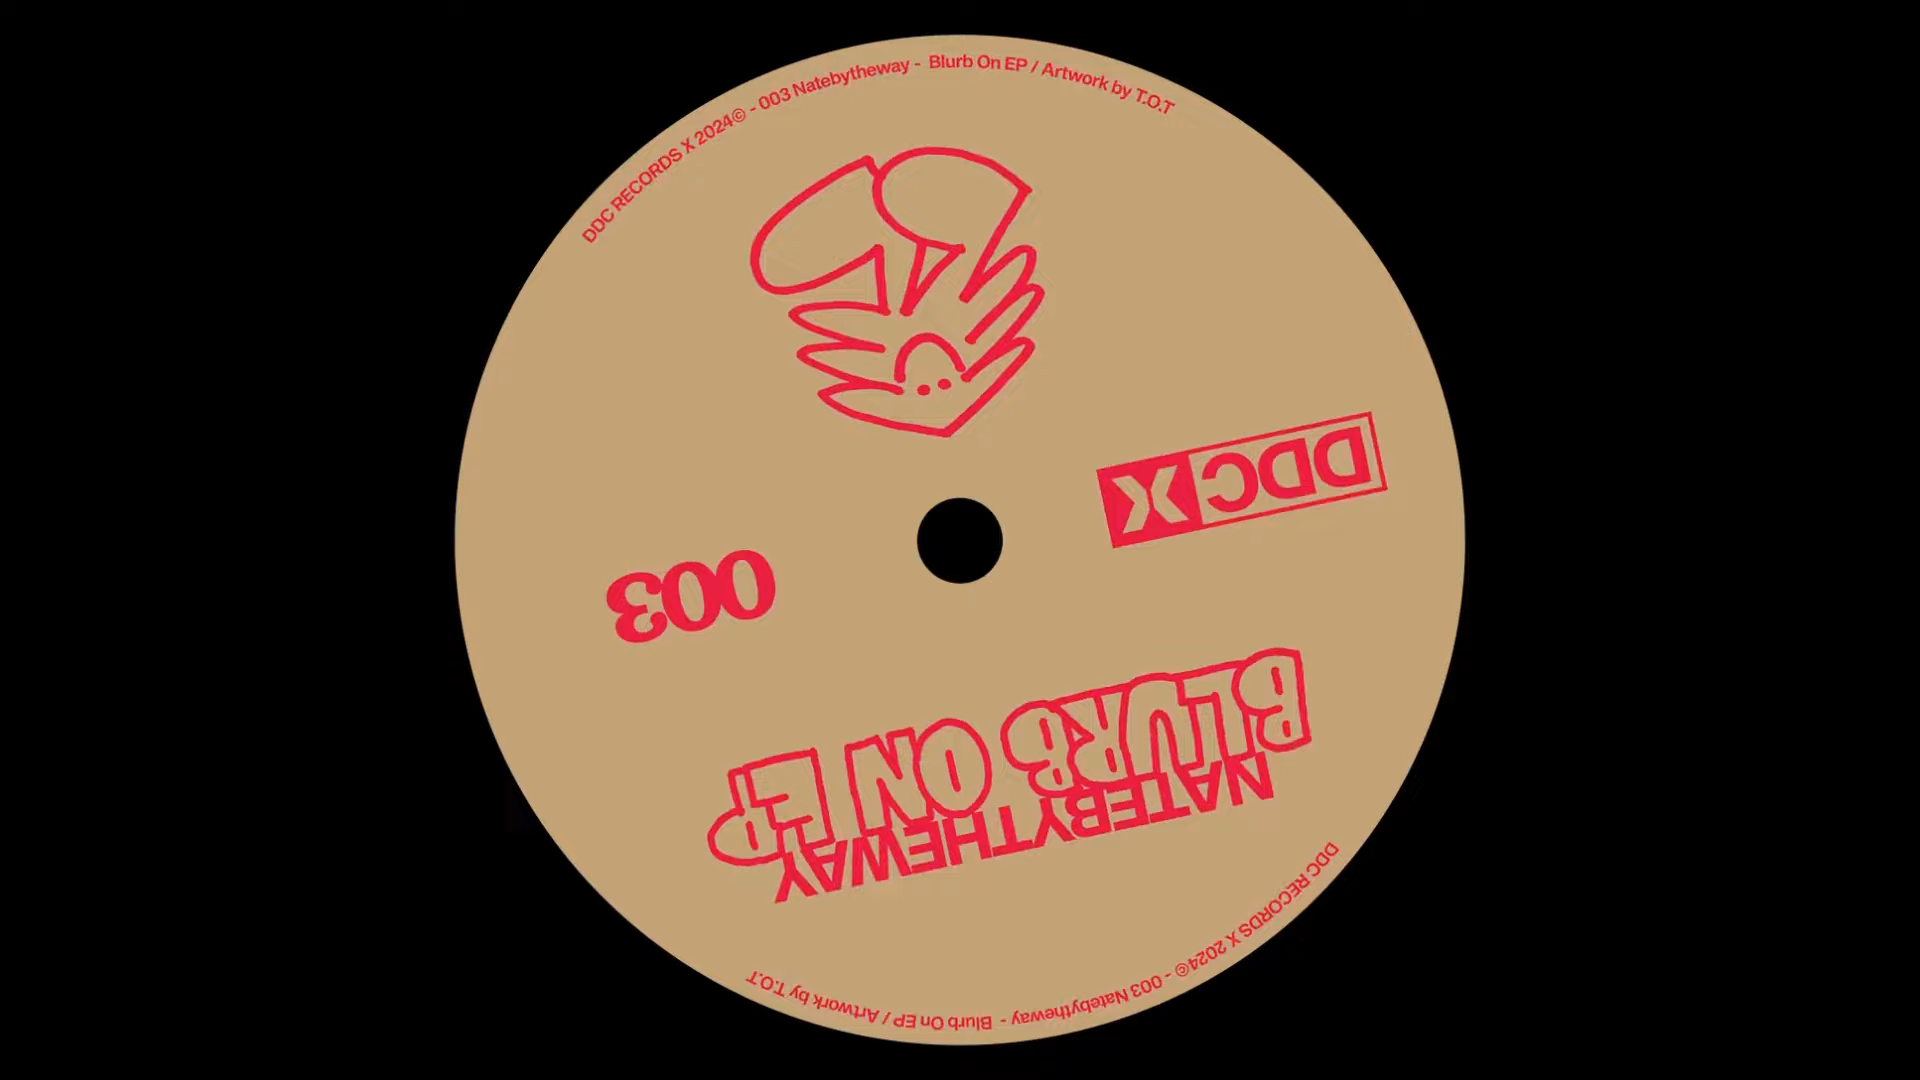 DDC RECORDS X 2024© - 003 Natebytheway - Blurb On EP / Artwork by T.O.T
NATEBYTHEWAY
BLURB ON EP
003
DDC X
DDC RECORDS X 2024© - 003 Natebytheway - Blurb On EP / Artwork by T.O.T